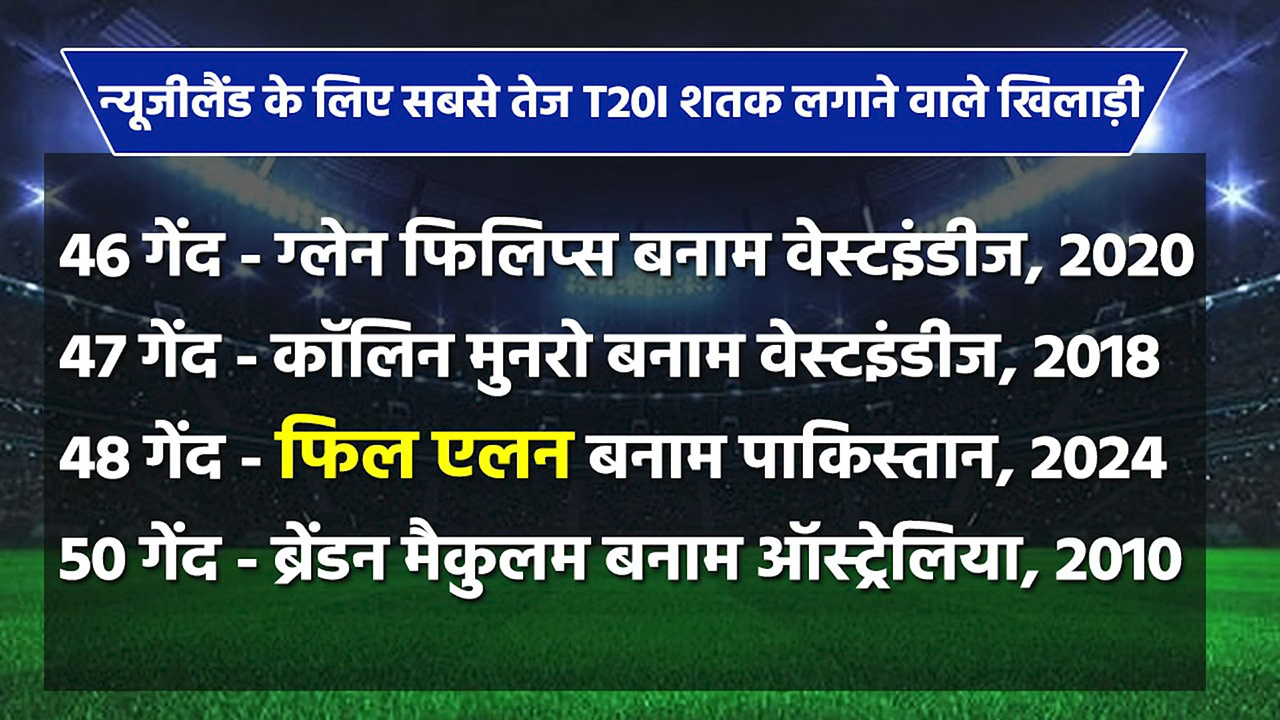 न्यूजीलैंड के लिए सबसे तेज T20I शतक लगाने वाले खिलाड़ी
46 गेंद - ग्लेन फिलिप्स बनाम वेस्टइंडीज, 2020
47 गेंद - कॉलिन मुनरो बनाम वेस्टइंडीज, 2018
48 गेंद - फिल एलन बनाम पाकिस्तान, 2024
50 गेंद - ब्रेंडन मैकुलम बनाम ऑस्ट्रेलिया, 2010